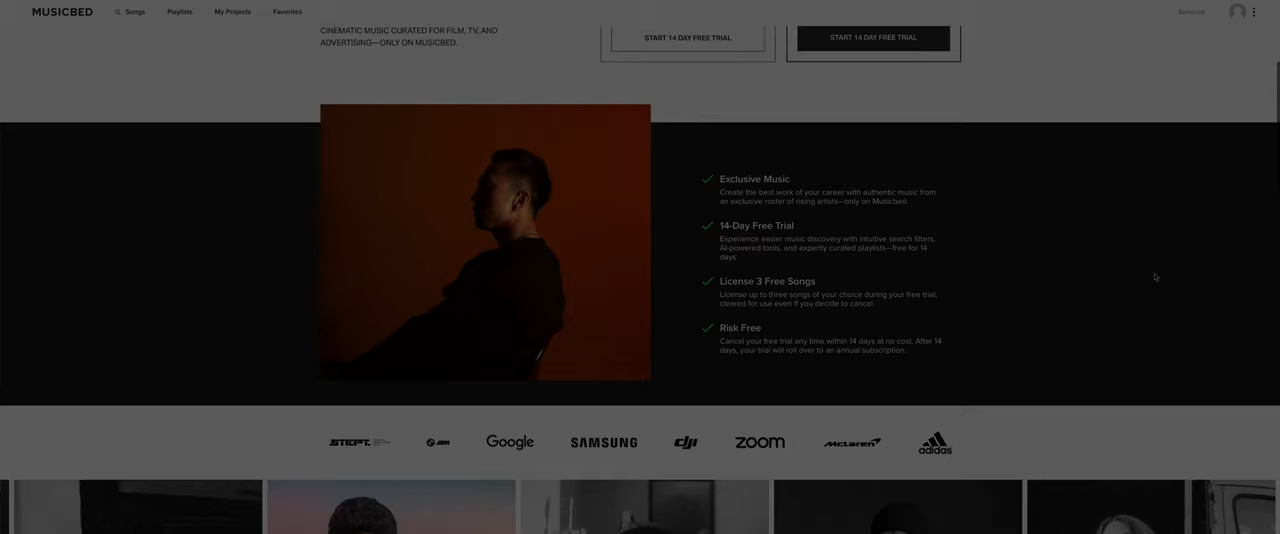 MUSICBED
Songs
Playlists
My Projects
Favorites
Services
CINEMATIC MUSIC CURATED FOR FILM, TV, AND
ADVERTISING—ONLY ON MUSICBED.
START 14 DAY FREE TRIAL
START 14 DAY FREE TRIAL
Exclusive Music
Create the best work of your career with authentic music from
an exclusive roster of rising artists—only on Musicbed.
14-Day Free Trial
Experience easier music discovery with intuitive search filters,
AI-powered tools, and expertly curated playlists—free for 14
days
License 3 Free Songs
License up to three songs of your choice during your free trial,
cleared for use even if you decide to cancel.
Risk Free
Cancel your free trial any time within 14 days at no cost. After 14
days, your trial will roll over to an annual subscription.
STEPT.
Google
SAMSUNG
dji
zoom
McLaren
adidas